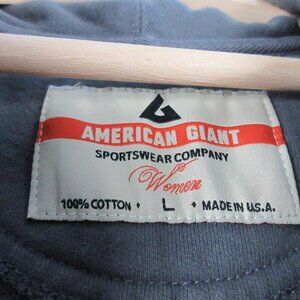 AMERICAN GIANT
SPORTSWEAR COMPANY
Women
100% COTTON • L • MADE IN U.S.A.